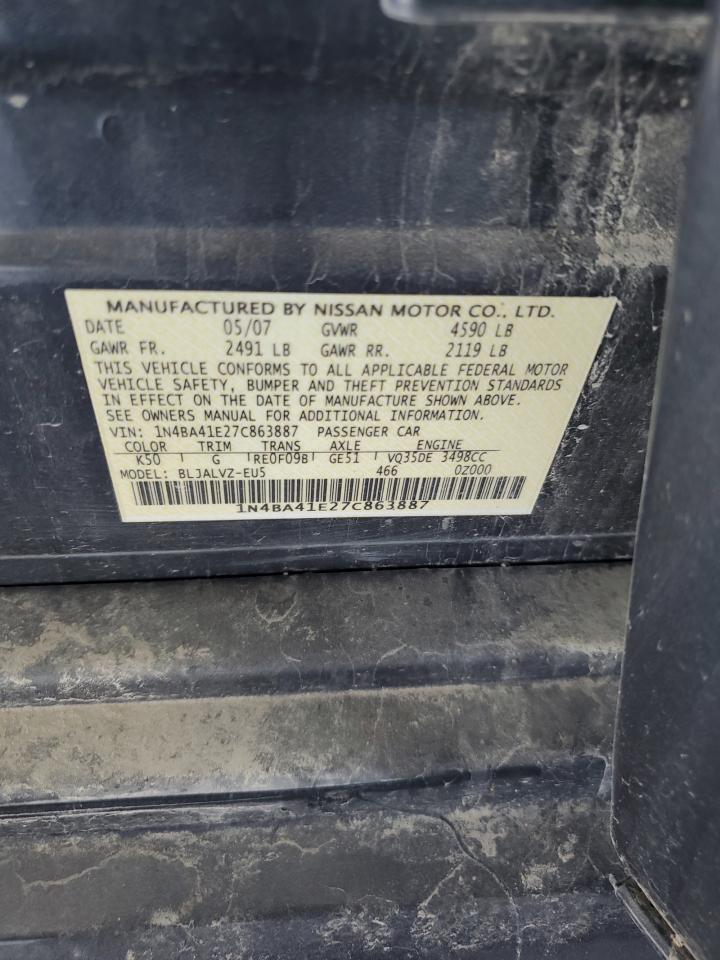 MANUFACTURED BY NISSAN MOTOR CO., LTD.
DATE 05/07 GVWR 4590 LB
GAWR FR. 2491 LB GAWR RR. 2119 LB
THIS VEHICLE CONFORMS TO ALL APPLICABLE FEDERAL MOTOR
VEHICLE SAFETY, BUMPER AND THEFT PREVENTION STANDARDS
IN EFFECT ON THE DATE OF MANUFACTURE SHOWN ABOVE.
SEE OWNERS MANUAL FOR ADDITIONAL INFORMATION.
VIN: 1N4BA41E27C863887 PASSENGER CAR
COLOR TRIM TRANS AXLE ENGINE
K50 G RE0F09B GE51 VQ35DE 3498CC
MODEL: BLJALVZ-EU5 466 0Z000
1N4BA41E27C863887